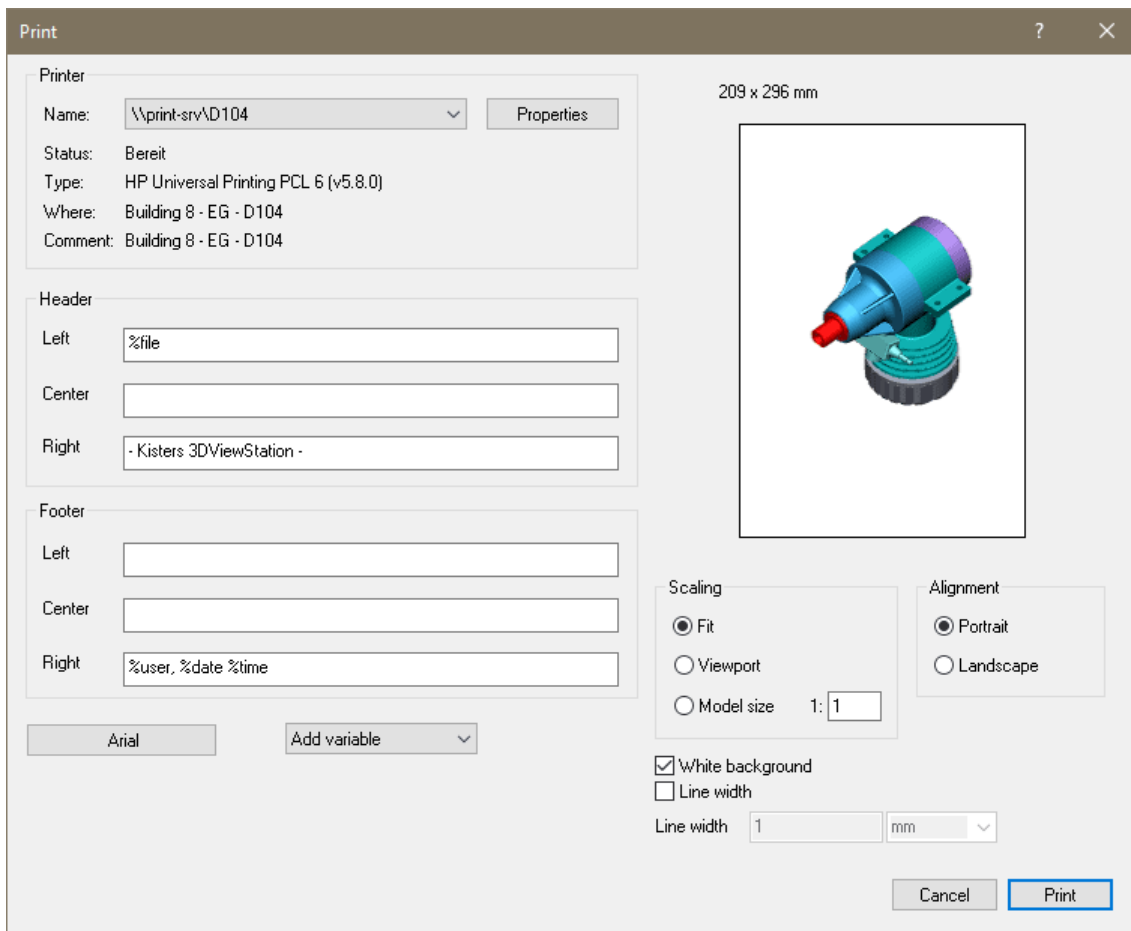 Print
?
Printer
Name: \\print-srv\D104 Properties
Status: Bereit
Type: HP Universal Printing PCL 6 (v5.8.0)
Where: Building 8 - EG - D104
Comment: Building 8 - EG - D104
Header
Left %file
Center
Right - Kisters 3DViewStation -
Footer
Left
Center
Right %user, %date %time
Arial Add variable
209 x 296 mm
Scaling
Fit
Viewport
Model size 1: 1
Alignment
Portrait
Landscape
White background
Line width
Line width 1 mm
Cancel Print